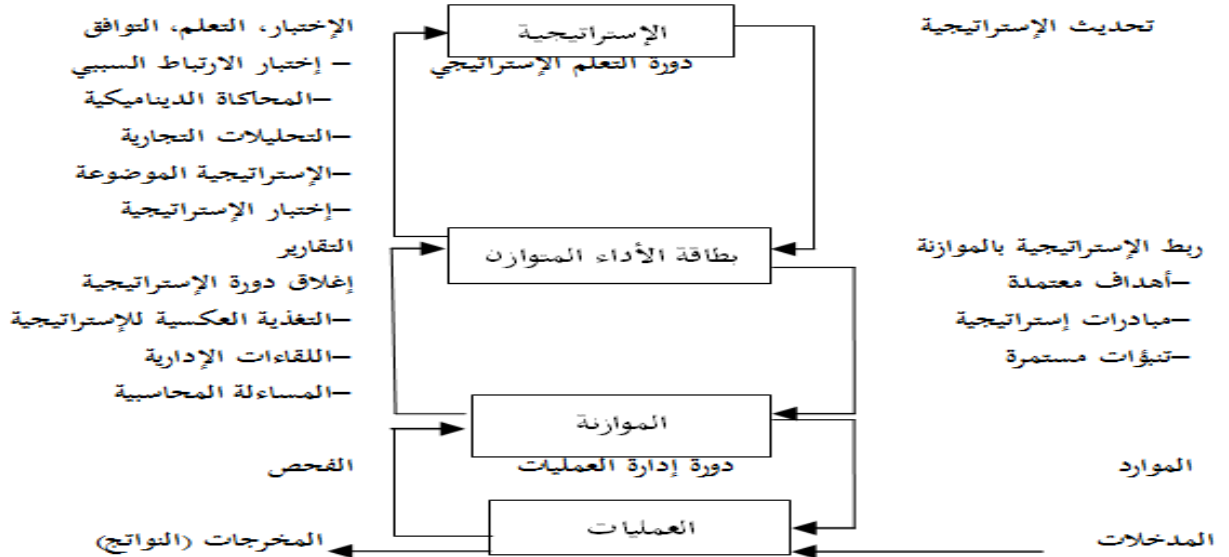 تحديث الإستراتيجية
الإستراتيجية
الإختبار، التعلم، التوافق
دورة التعلم الإستراتيجي
– إختبار الارتباط السببي
–المحاكاة الديناميكية
–التحليلات التجارية
–الإستراتيجية الموضوعة
–إختبار الإستراتيجية
ربط الإستراتيجية بالموازنة
بطاقة الأداء المتوازن
التقارير
–أهداف معتمدة
إغلاق دورة الإستراتيجية
–مبادرات إستراتيجية
–التغذية العكسية للإستراتيجية
–تنبؤات مستمرة
–اللقاءات الإدارية
–المساءلة المحاسبية
الموازنة
الموارد
دورة إدارة العمليات
الفحص
العمليات
المدخلات
المخرجات (النواتج)